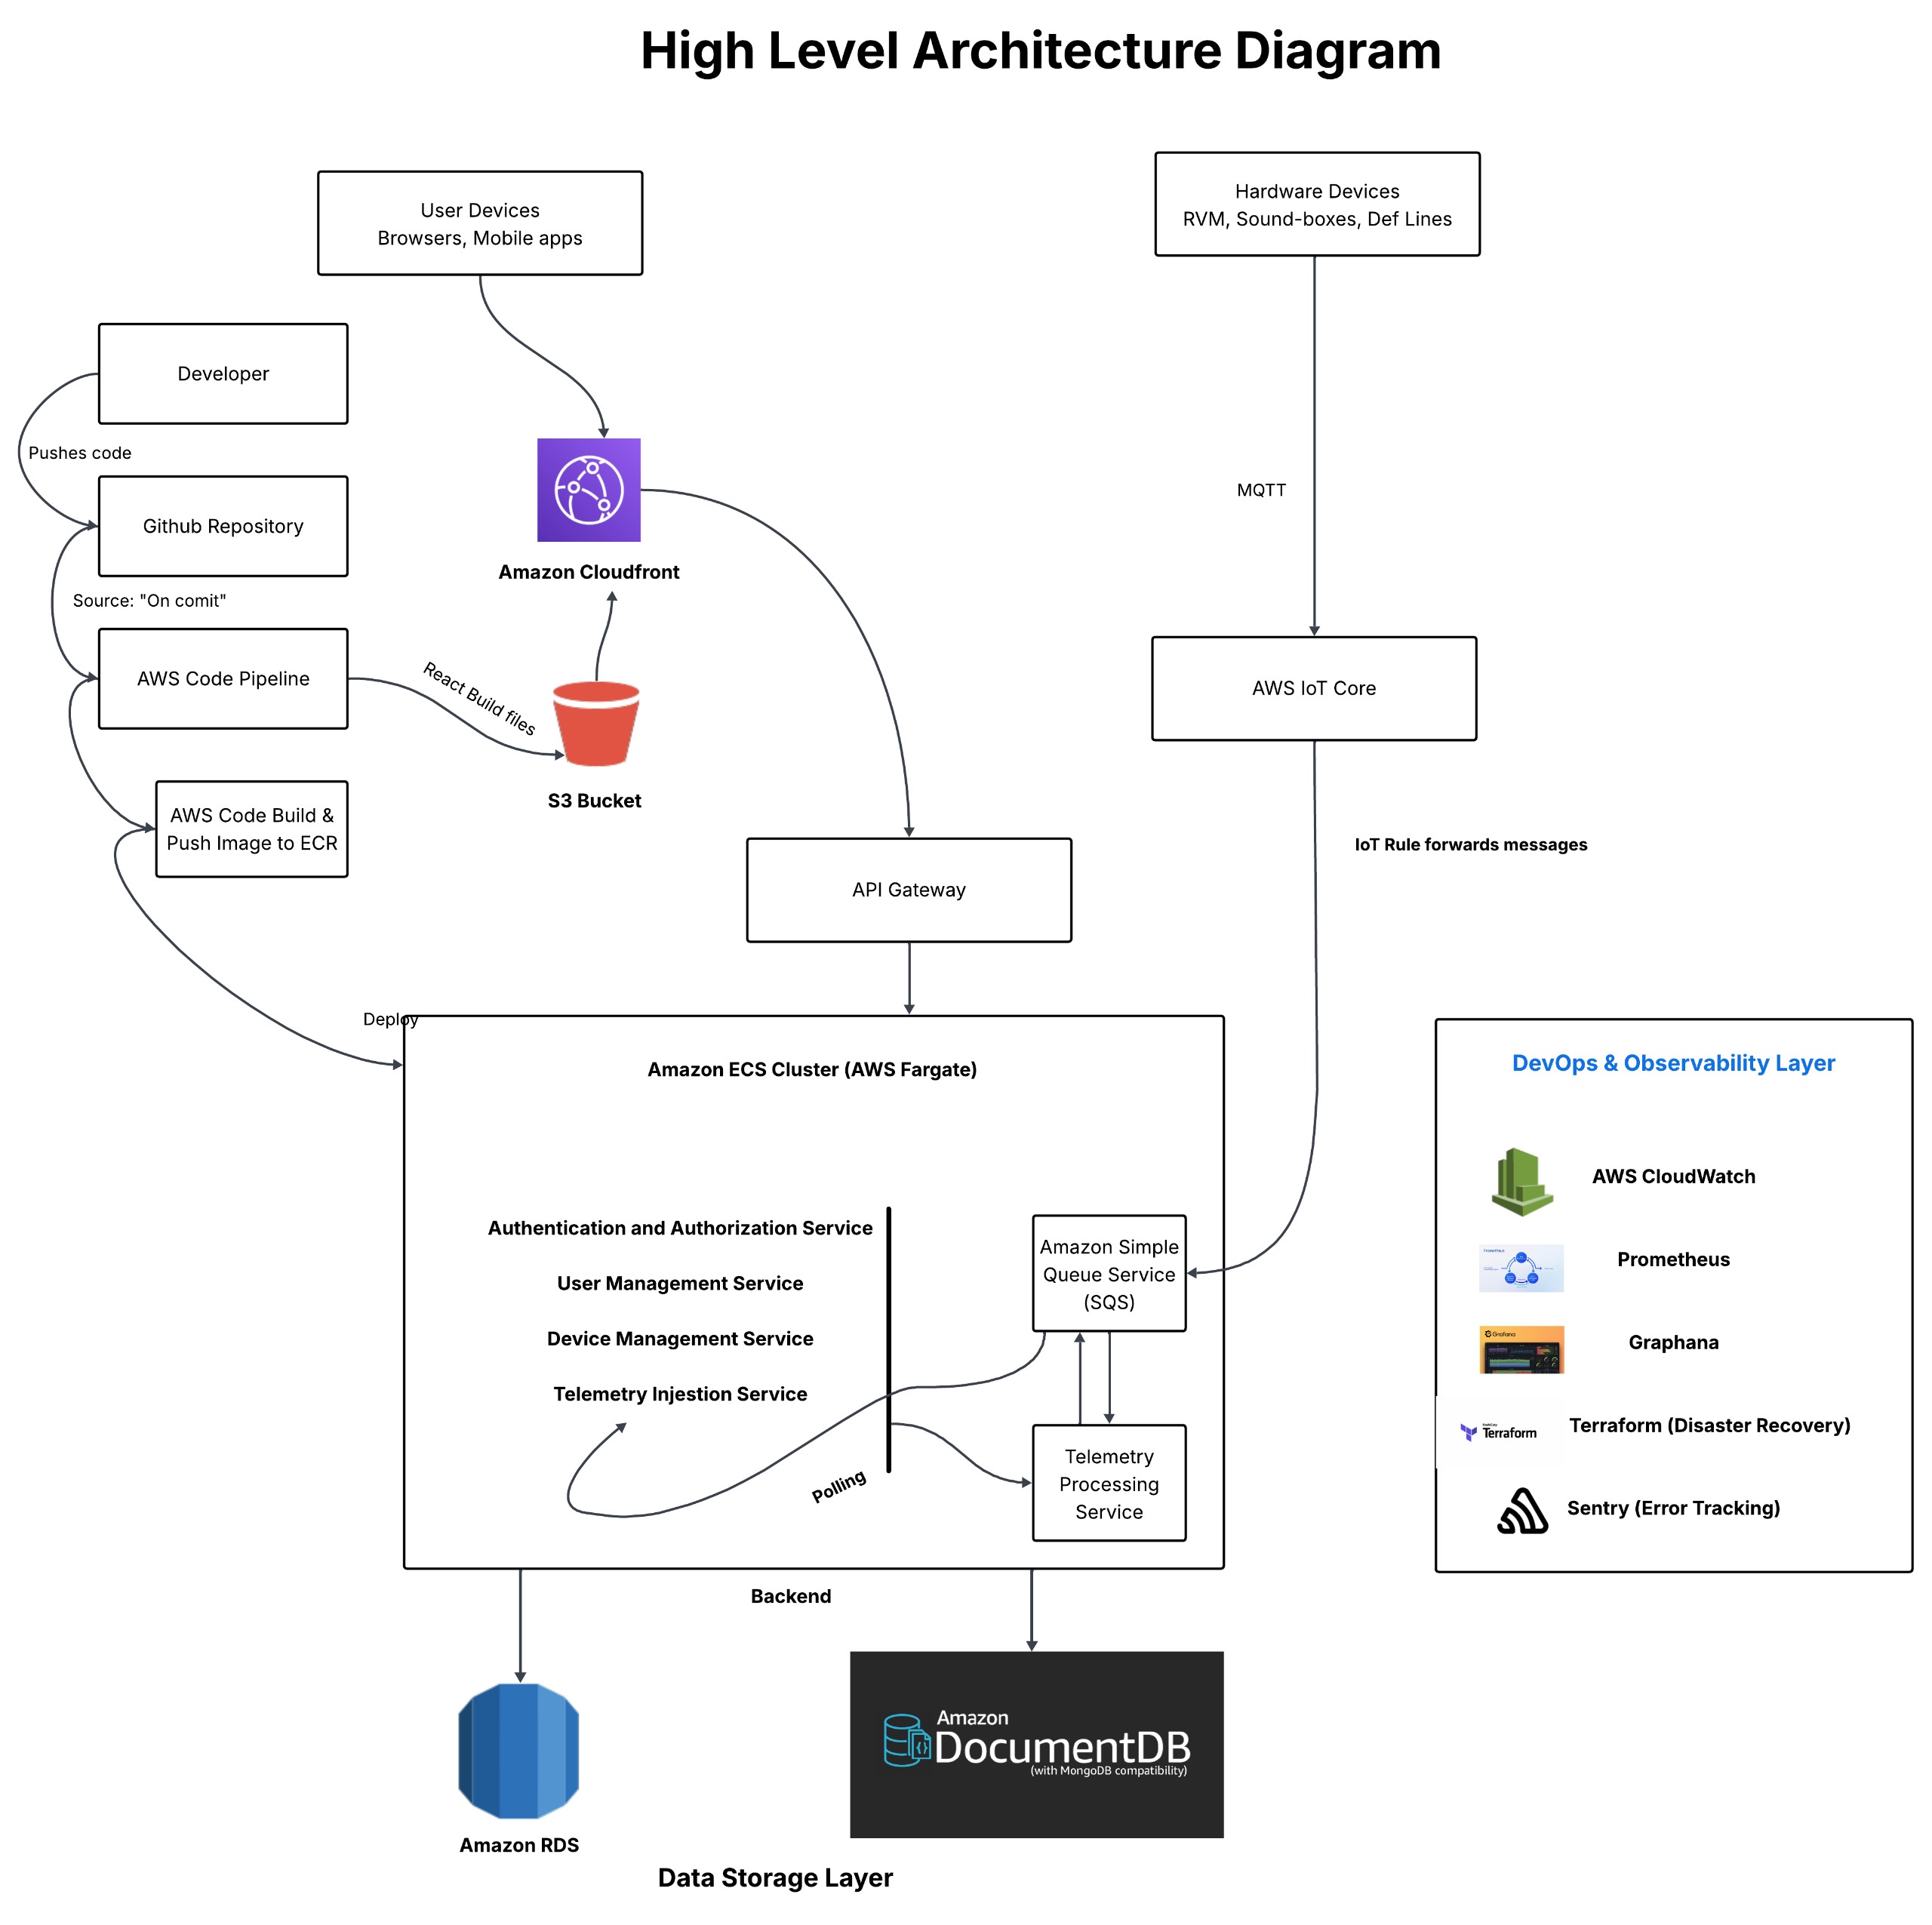 High Level Architecture Diagram
User Devices
Browsers, Mobile apps
Hardware Devices
RVM, Sound-boxes, Def Lines
Developer
Pushes code
Github Repository
Source: "On comit"
AWS Code Pipeline
React Build files
AWS Code Build &
Push Image to ECR
Amazon Cloudfront
S3 Bucket
MQTT
AWS IoT Core
IoT Rule forwards messages
API Gateway
Deploy
Amazon ECS Cluster (AWS Fargate)
Authentication and Authorization Service
User Management Service
Device Management Service
Telemetry Injestion Service
Polling
Amazon Simple
Queue Service
(SQS)
Telemetry
Processing
Service
Backend
DevOps & Observability Layer
AWS CloudWatch
Prometheus
Grafana
Graphana
Terraform
Terraform (Disaster Recovery)
Sentry (Error Tracking)
Amazon
DocumentDB
(with MongoDB compatibility)
Amazon RDS
Data Storage Layer